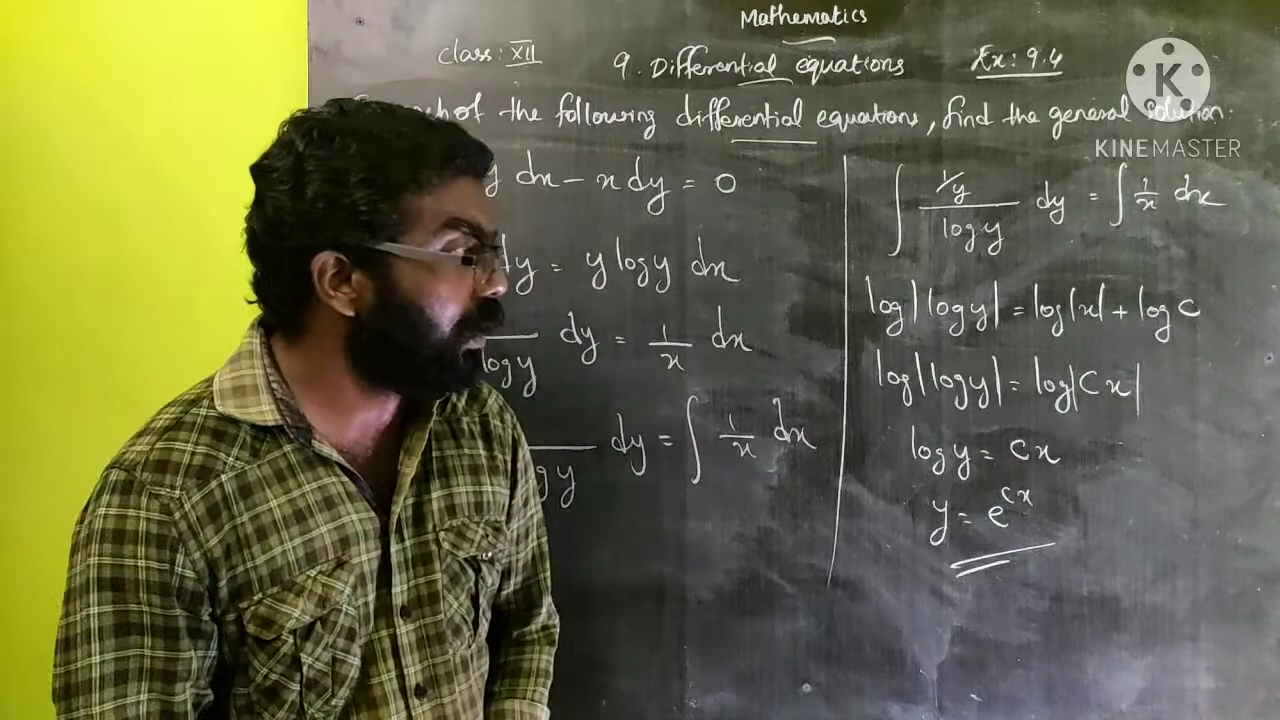 Mathematics
class: XII 9. Differential equations Ex: 9.4
of the following differential equations, find the general solution.
y dx - x dy = 0
dy = y log y dx
log y dy = 1/x dx
dy = ∫ 1/x dx
∫ (1/y)/(log y) dy = ∫ 1/x dx
log|log y| = log|x| + log C
log|log y| = log|Cx|
log y = Cx
y = e^{Cx}
K
KINEMASTER